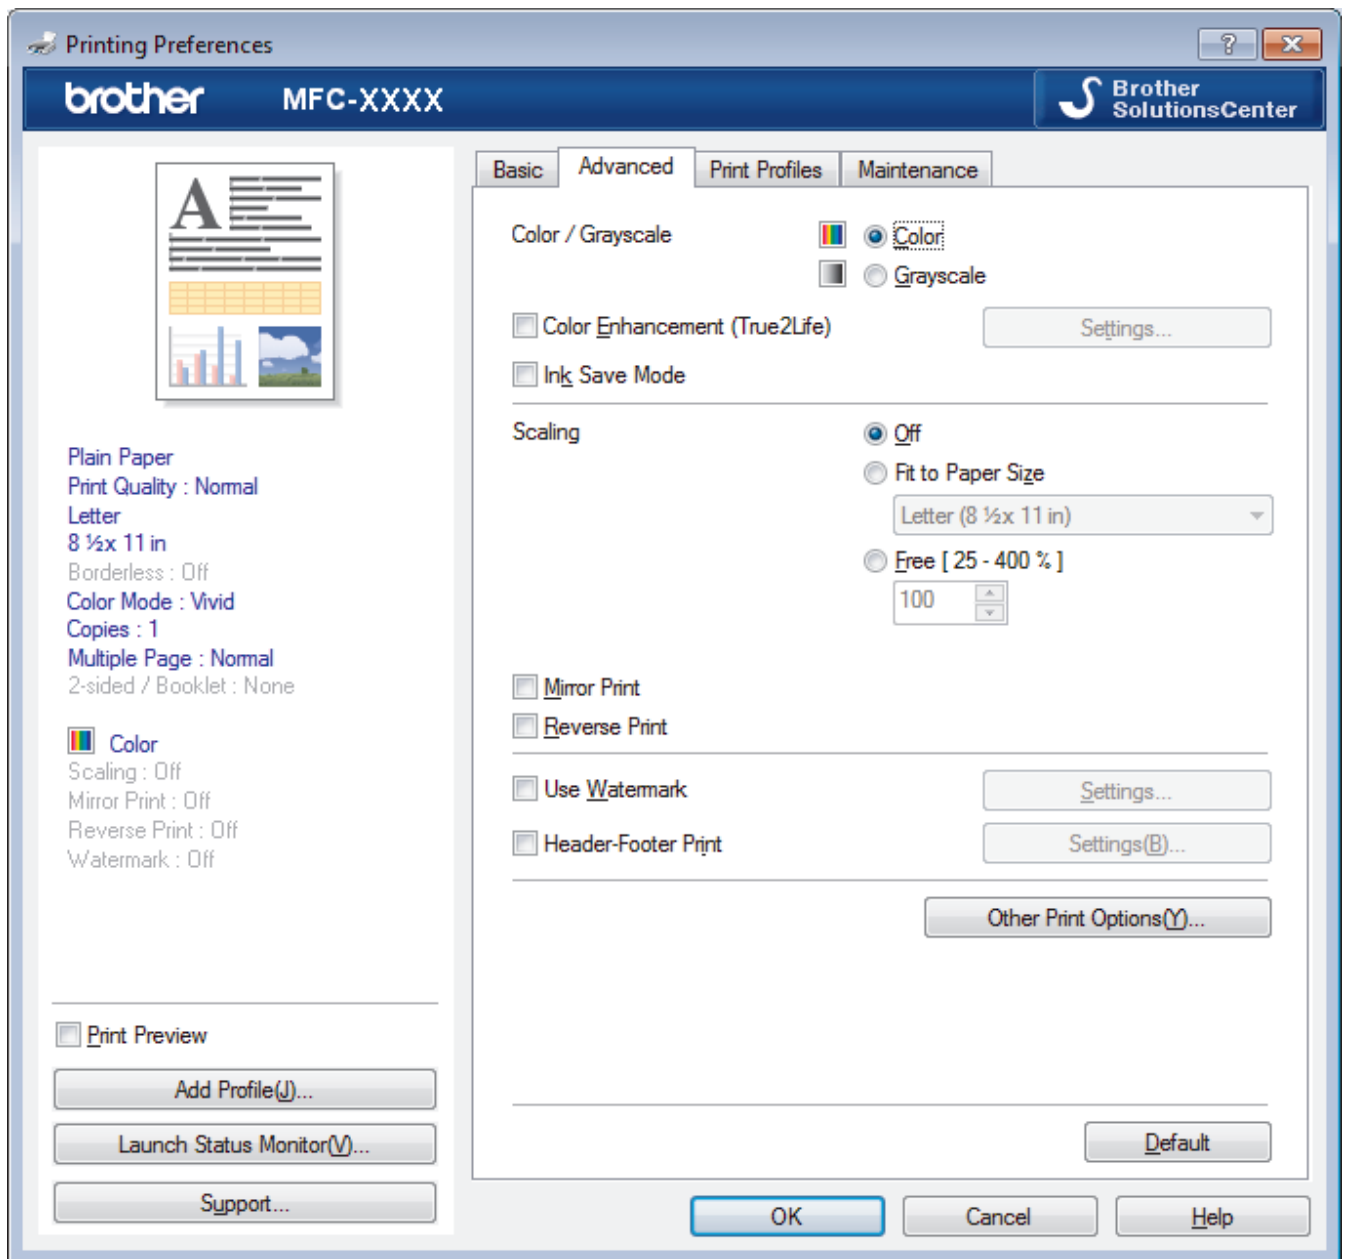 Printing Preferences
brother MFC-XXXX Brother SolutionsCenter
Basic Advanced Print Profiles Maintenance
A
Plain Paper
Print Quality : Normal
Letter
8 ½x 11 in
Borderless : Off
Color Mode : Vivid
Copies : 1
Multiple Page : Normal
2-sided / Booklet : None
Color
Scaling : Off
Mirror Print : Off
Reverse Print : Off
Watermark : Off
Print Preview
Add Profile(J)...
Launch Status Monitor(V)...
Support...
Color / Grayscale Color
Grayscale
Color Enhancement (True2Life) Settings...
Ink Save Mode
Scaling Off
Fit to Paper Size
Letter (8 ½x 11 in)
Free [ 25 - 400 % ]
100
Mirror Print
Reverse Print
Use Watermark Settings...
Header-Footer Print Settings(B)...
Other Print Options(Y)...
Default
OK Cancel Help